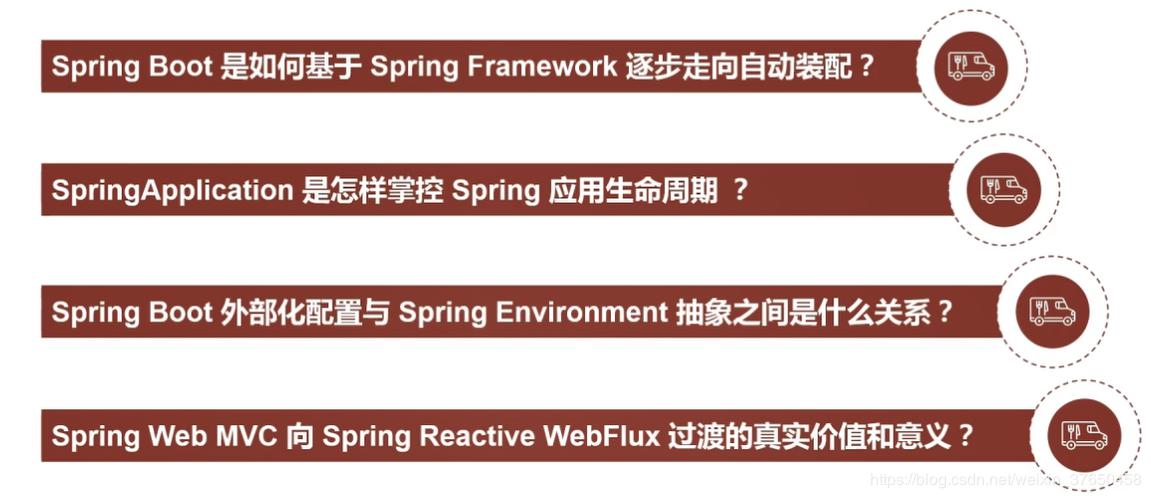 Spring Boot 是如何基于 Spring Framework 逐步走向自动装配？
SpringApplication 是怎样掌控 Spring 应用生命周期 ？
Spring Boot 外部化配置与 Spring Environment 抽象之间是什么关系？
Spring Web MVC 向 Spring Reactive WebFlux 过渡的真实价值和意义？
https://blog.csdn.net/weixin_37650458